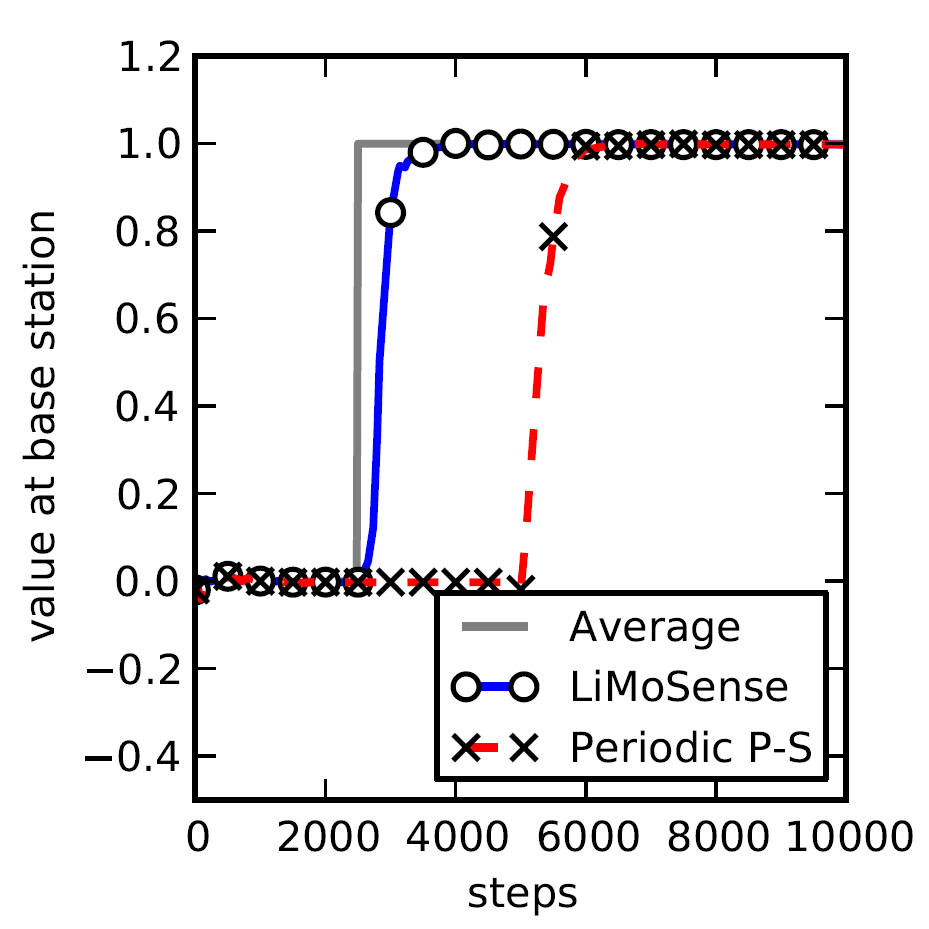 1.2
1.0
0.8
0.6
0.4
0.2
0.0
−0.2
−0.4
value at base station
Average
LiMoSense
Periodic P-S
0 2000 4000 6000 8000 10000
steps